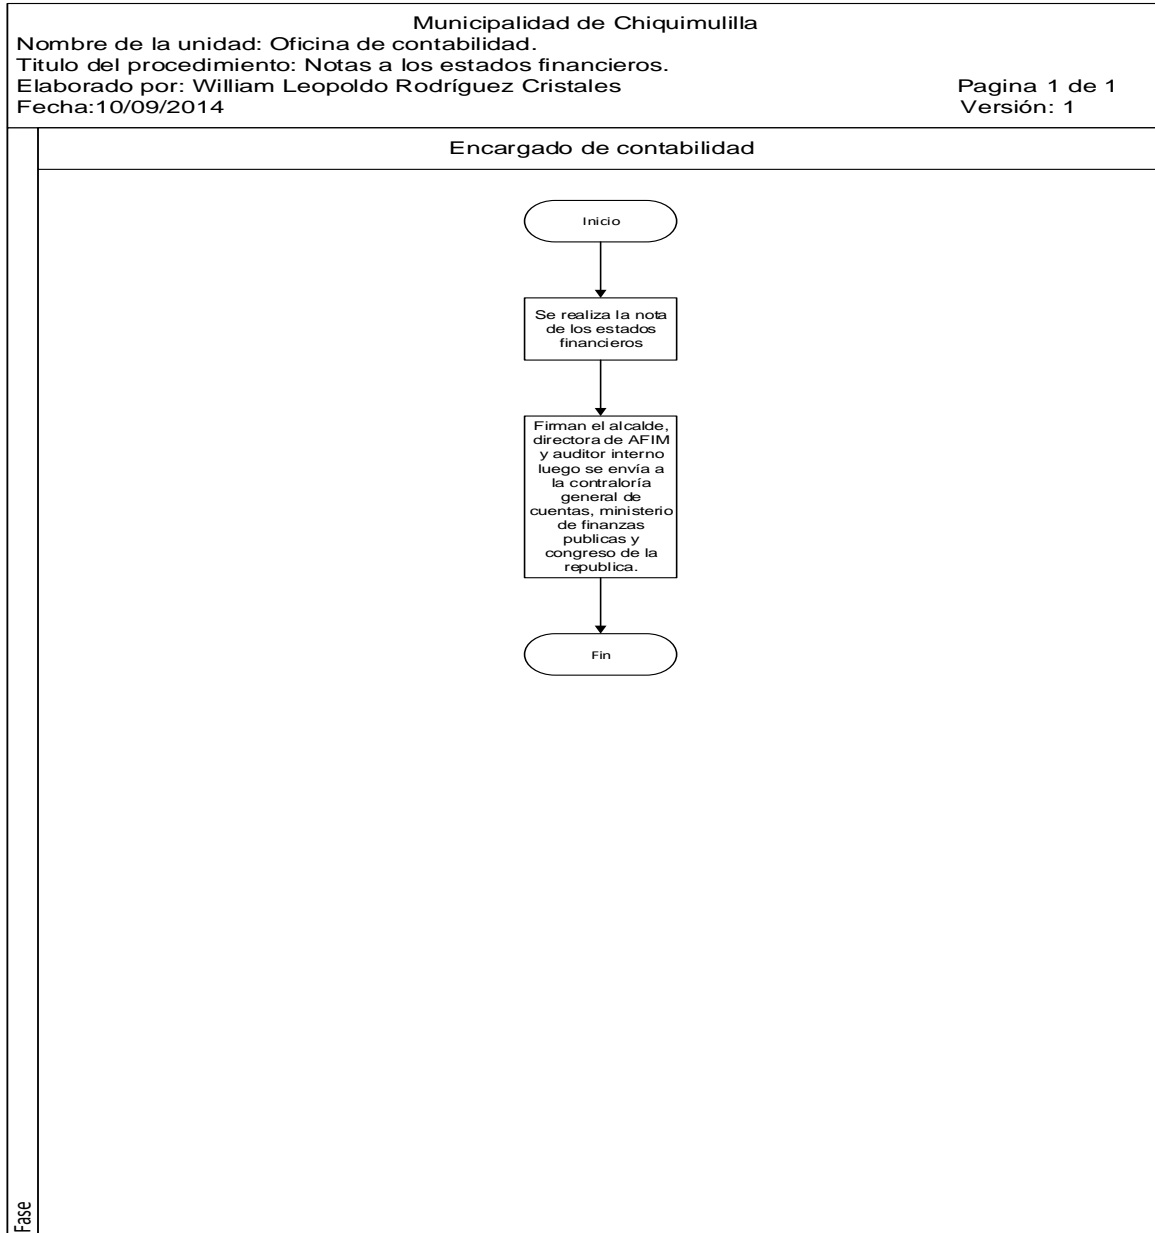 Municipalidad de Chiquimulilla
Nombre de la unidad: Oficina de contabilidad.
Titulo del procedimiento: Notas a los estados financieros.
Elaborado por: William Leopoldo Rodríguez Cristales Pagina 1 de 1
Fecha:10/09/2014 Versión: 1
Encargado de contabilidad
Inicio
Se realiza la nota
de los estados
financieros
Firman el alcalde,
directora de AFIM
y auditor interno
luego se envía a
la contraloría
general de
cuentas, ministerio
de finanzas
publicas y
congreso de la
republica.
Fin
Fase